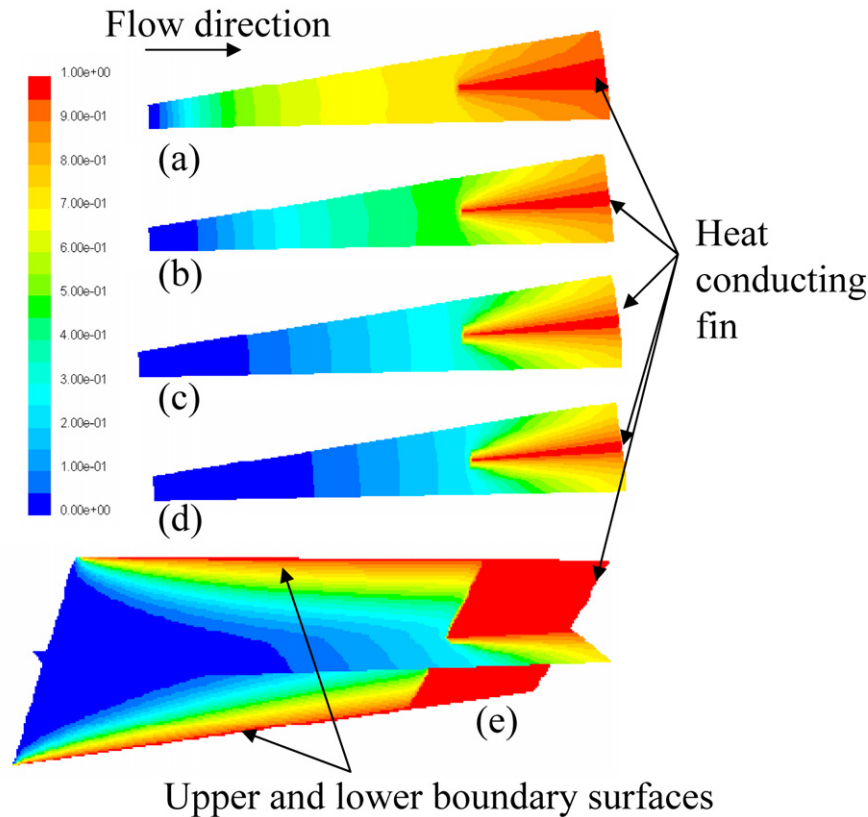 Flow direction
1.00e+00
9.00e-01
8.00e-01
7.00e-01
6.00e-01
5.00e-01
4.00e-01
3.00e-01
2.00e-01
1.00e-01
0.00e+00
(a)
(b)
(c)
(d)
(e)
Heat
conducting
fin
Upper and lower boundary surfaces